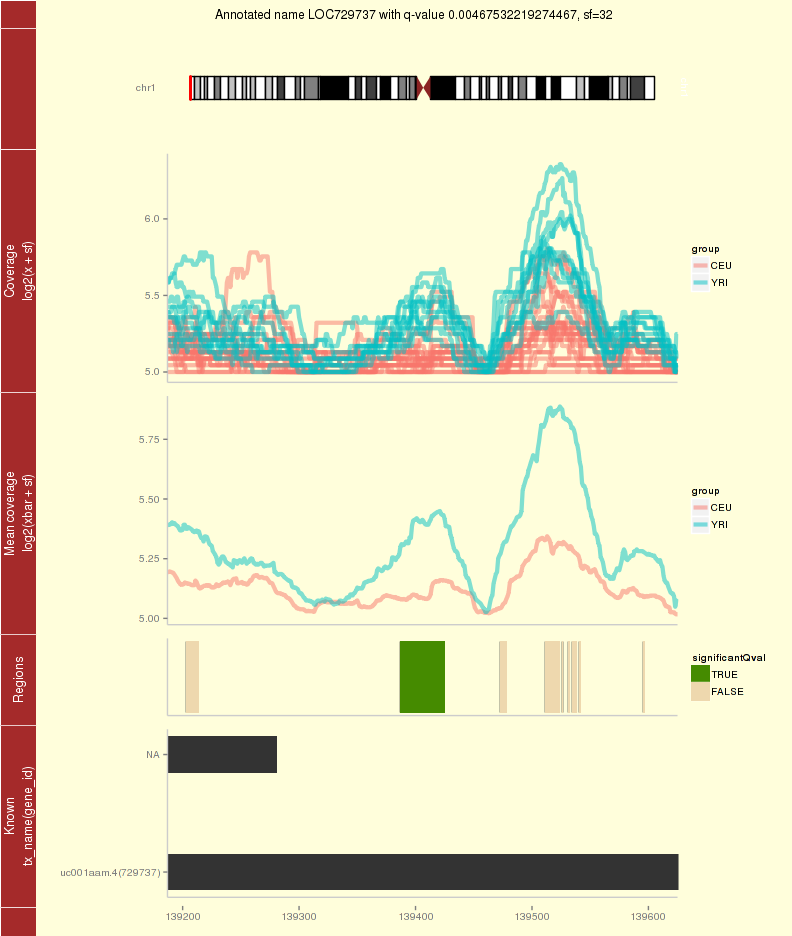 Annotated name LOC729737 with q-value 0.00467532219274467, sf=32
chr1
Coverage
log2(x + sf)
6.0
5.5
5.0
group
CEU
YRI
Mean coverage
log2(xbar + sf)
5.75
5.50
5.25
5.00
group
CEU
YRI
Regions
significantQval
TRUE
FALSE
Known
tx_name(gene_id)
NA
uc001aam.4(729737)
139200 139300 139400 139500 139600